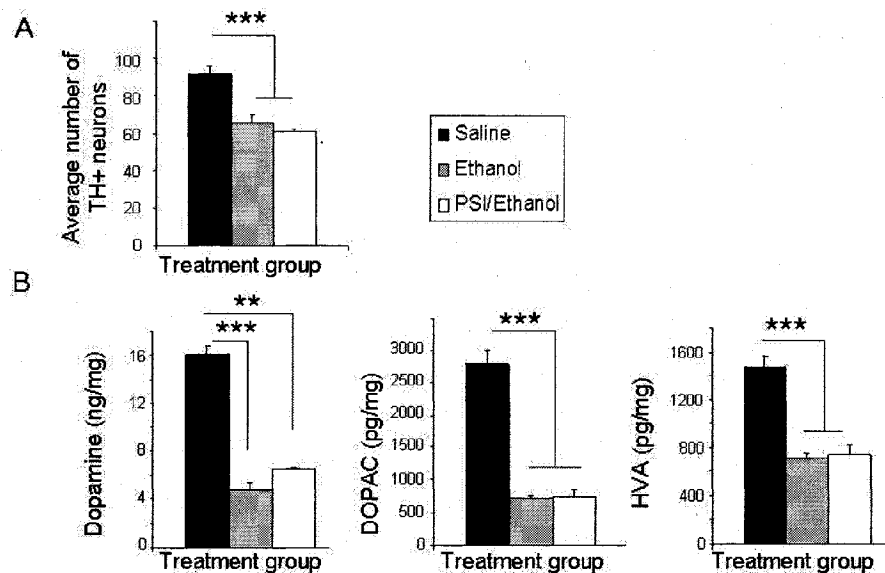 A
***
Average number of
TH+ neurons
100
80
60
40
20
0
Treatment group
Saline
Ethanol
PSI/Ethanol
B
**
***
Dopamine (ng/mg)
16
12
8
4
0
Treatment group
***
DOPAC (pg/mg)
3000
2500
2000
1500
1000
500
0
Treatment group
***
HVA (pg/mg)
1600
1200
800
400
0
Treatment group